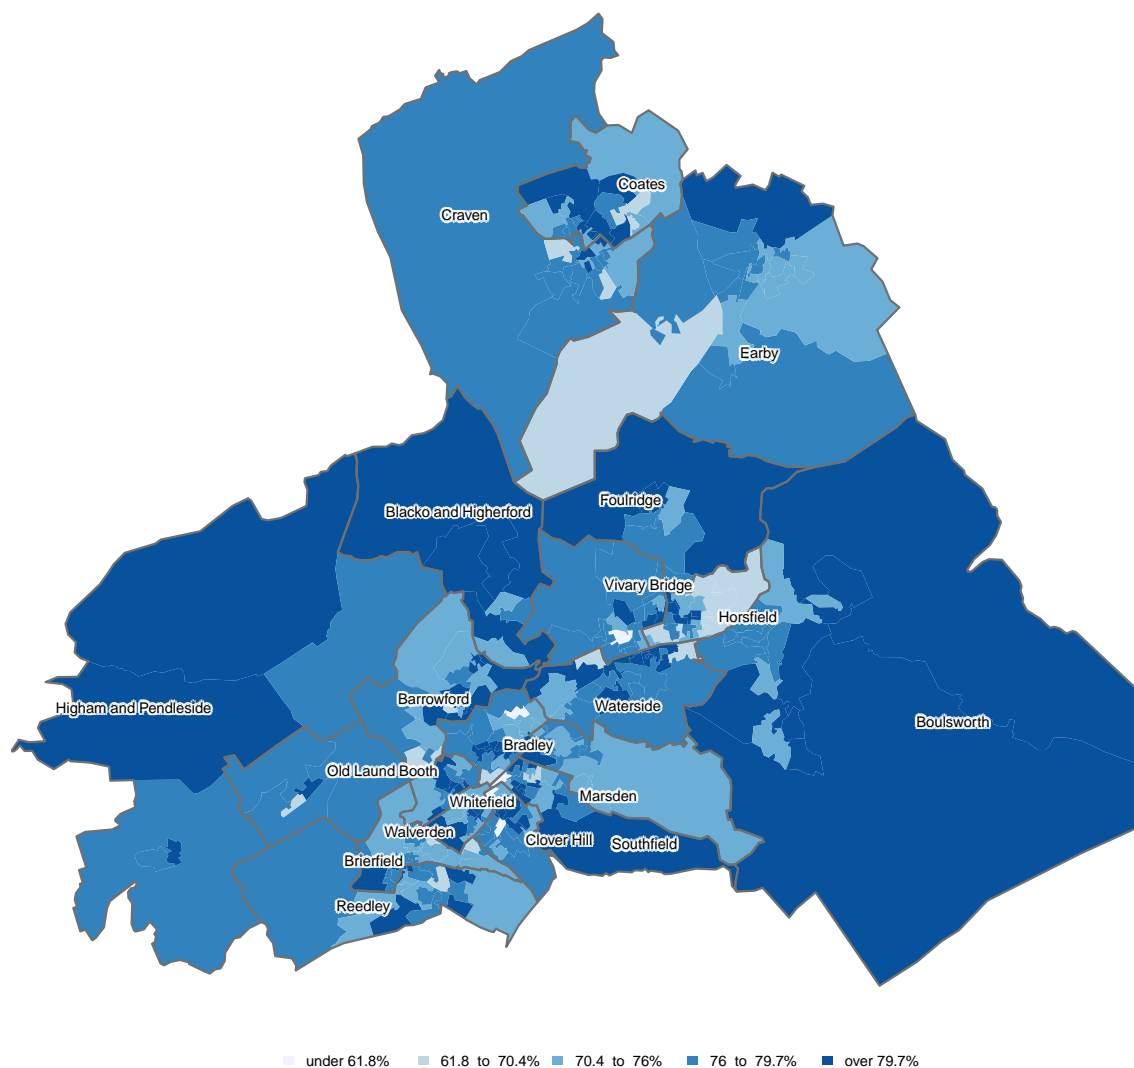 Coates
Craven
Earby
Foulridge
Blacko and Higherford
Vivary Bridge
Horsfield
Barrowford
Higham and Pendleside
Waterside
Boulsworth
Bradley
Old Laund Booth
Marsden
Whitefield
Walverden
Clover Hill
Southfield
Brierfield
Reedley
under 61.8% 61.8 to 70.4% 70.4 to 76% 76 to 79.7% over 79.7%